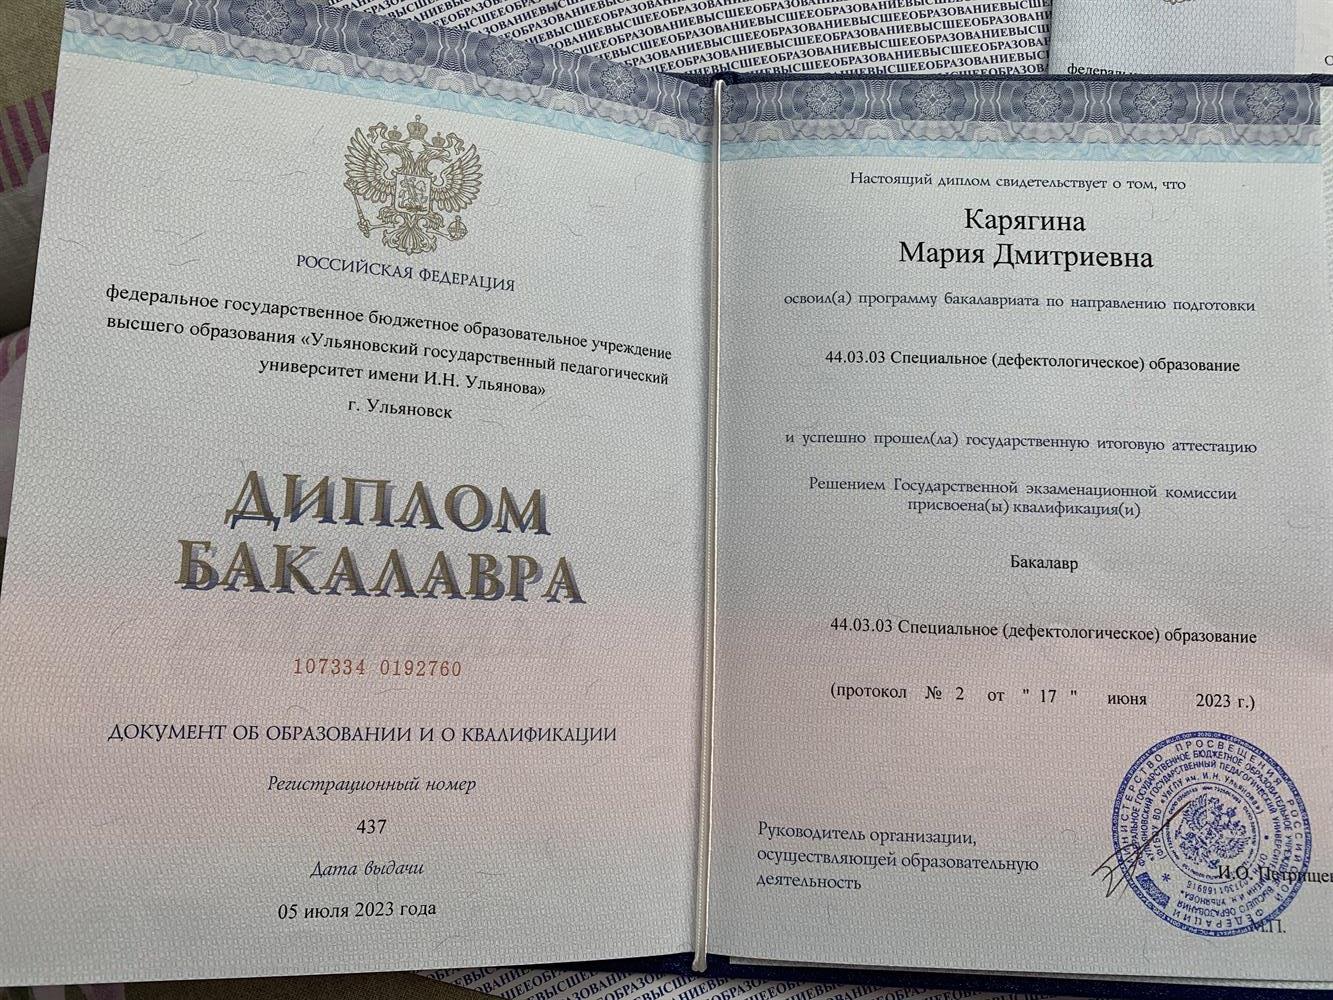 РОССИЙСКАЯ ФЕДЕРАЦИЯ
федеральное государственное бюджетное образовательное учреждение
высшего образования «Ульяновский государственный педагогический
университет имени И.Н. Ульянова»
г. Ульяновск
ДИПЛОМ
БАКАЛАВРА
107334 0192760
ДОКУМЕНТ ОБ ОБРАЗОВАНИИ И О КВАЛИФИКАЦИИ
Регистрационный номер
437
Дата выдачи
05 июля 2023 года
Настоящий диплом свидетельствует о том, что
Карягина
Мария Дмитриевна
освоил(а) программу бакалавриата по направлению подготовки
44.03.03 Специальное (дефектологическое) образование
и успешно прошел(ла) государственную итоговую аттестацию
Решением Государственной экзаменационной комиссии
присвоена(ы) квалификация(и)
Бакалавр
44.03.03 Специальное (дефектологическое) образование
(протокол № 2 от " 17 " июня 2023 г.)
Руководитель организации,
осуществляющей образовательную
деятельность
И.О. Петрищев
М.П.